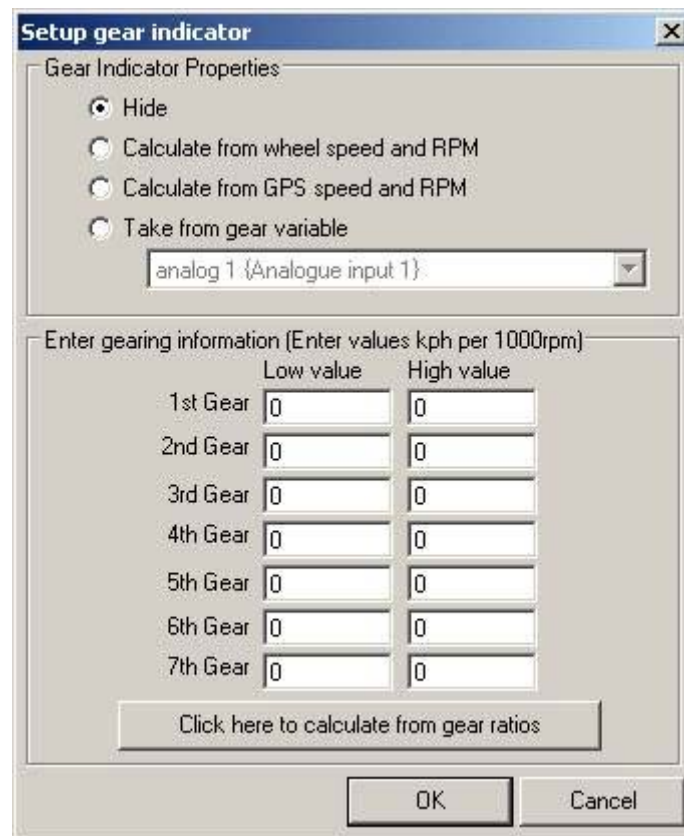 Setup gear indicator
Gear Indicator Properties
Hide
Calculate from wheel speed and RPM
Calculate from GPS speed and RPM
Take from gear variable
analog 1 {Analogue input 1}
Enter gearing information (Enter values kph per 1000rpm)
Low value High value
1st Gear 0 0
2nd Gear 0 0
3rd Gear 0 0
4th Gear 0 0
5th Gear 0 0
6th Gear 0 0
7th Gear 0 0
Click here to calculate from gear ratios
OK Cancel